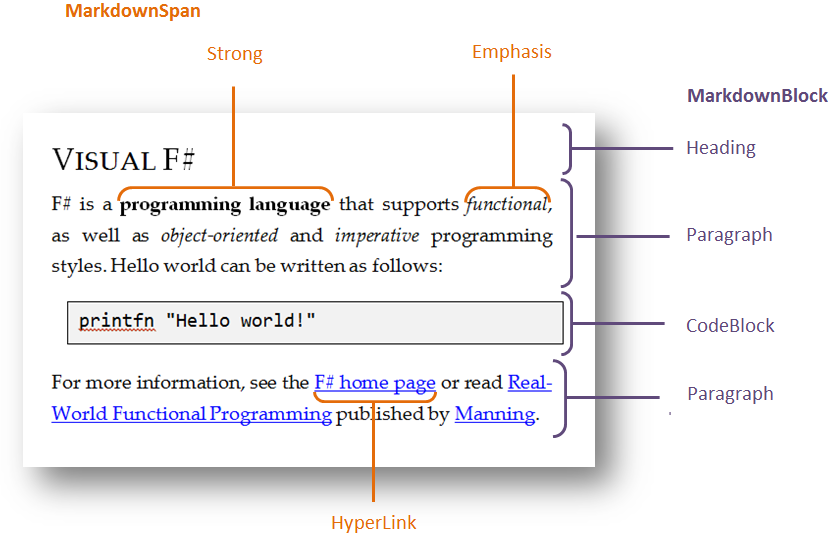 MarkdownSpan
Strong
Emphasis
MarkdownBlock
VISUAL F#
Heading
F# is a programming language that supports functional,
as well as object-oriented and imperative programming
styles. Hello world can be written as follows:
Paragraph
printfn "Hello world!"
CodeBlock
For more information, see the F# home page or read Real-
World Functional Programming published by Manning.
Paragraph
HyperLink